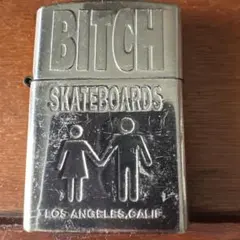 BITCH
SKATEBOARDS
LOS ANGELES,CALIF